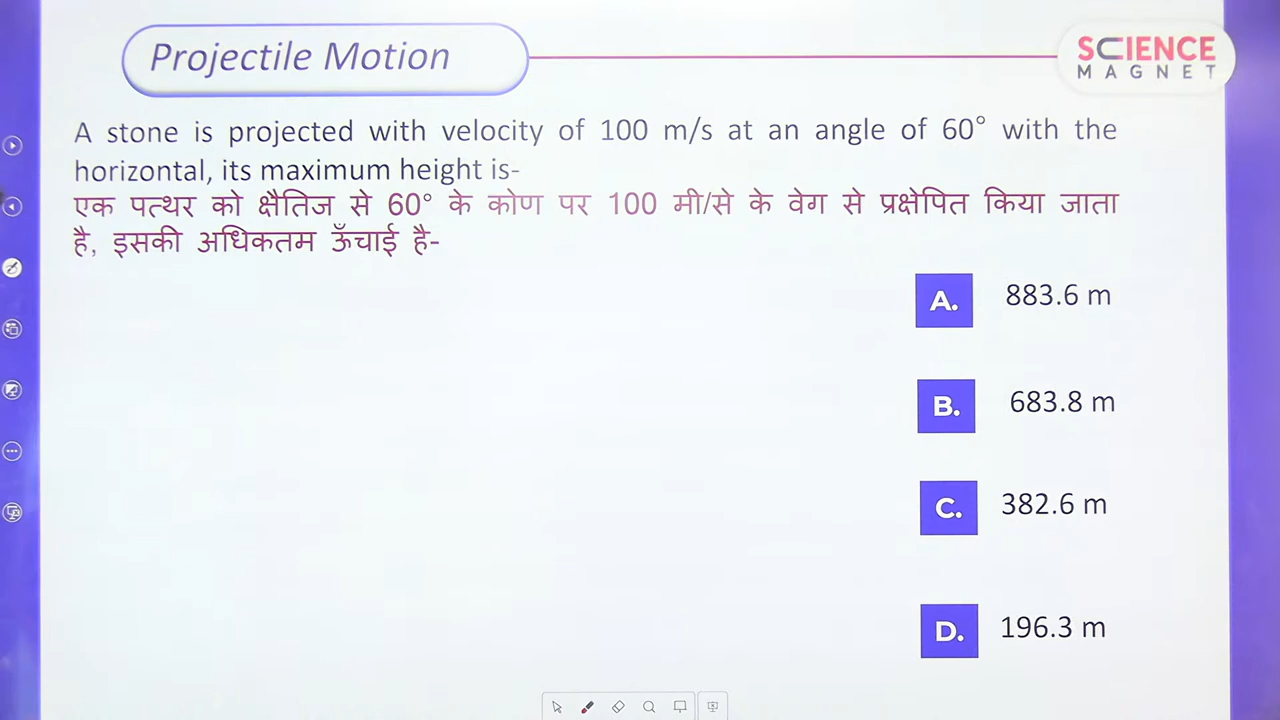 Projectile Motion
SCIENCE
MAGNET
A stone is projected with velocity of 100 m/s at an angle of 60° with the
horizontal, its maximum height is-
एक पत्थर को क्षैतिज से 60° के कोण पर 100 मी/से के वेग से प्रक्षेपित किया जाता
है, इसकी अधिकतम ऊँचाई है-
A. 883.6 m
B. 683.8 m
C. 382.6 m
D. 196.3 m